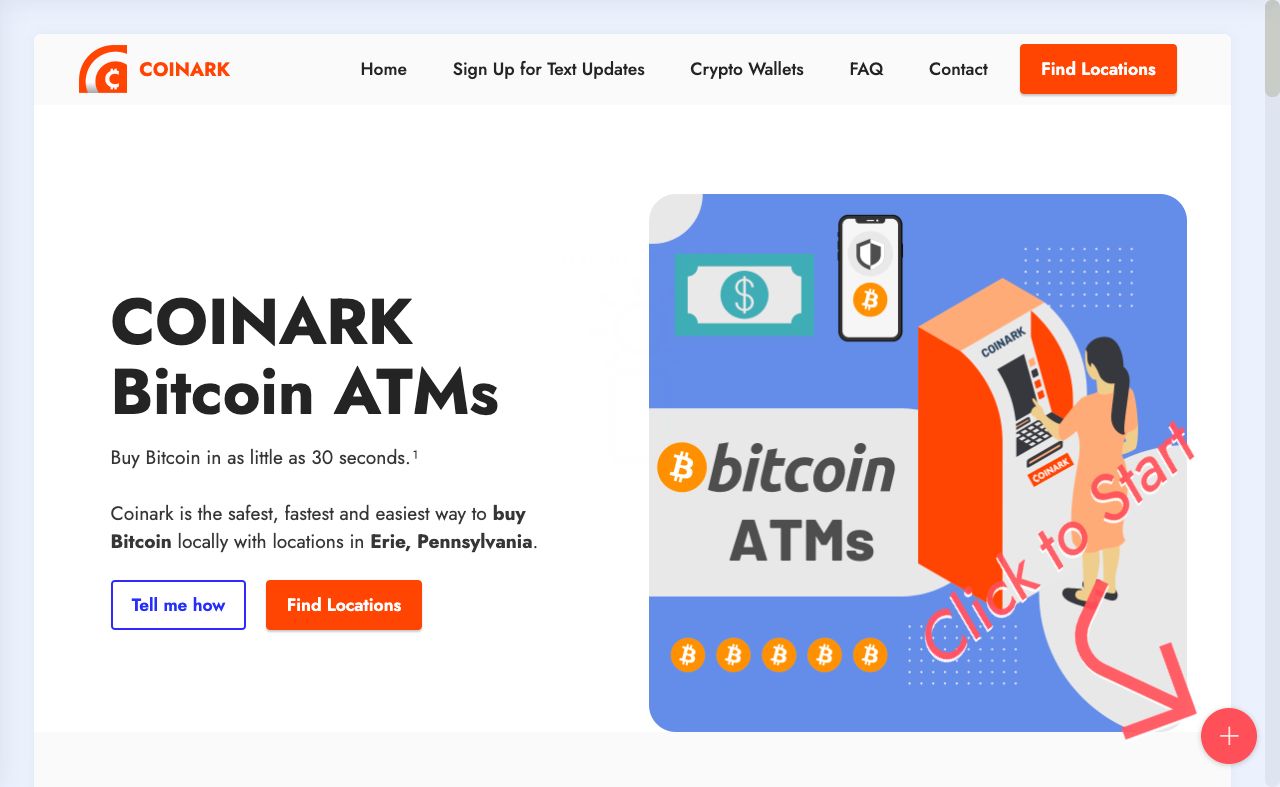 COINARK
Home
Sign Up for Text Updates
Crypto Wallets
FAQ
Contact
Find Locations
COINARK
Bitcoin ATMs
Buy Bitcoin in as little as 30 seconds.¹
Coinark is the safest, fastest and easiest way to buy
Bitcoin locally with locations in Erie, Pennsylvania.
Tell me how
Find Locations
COINARK
COINARK
bitcoin
ATMs
Click to Start